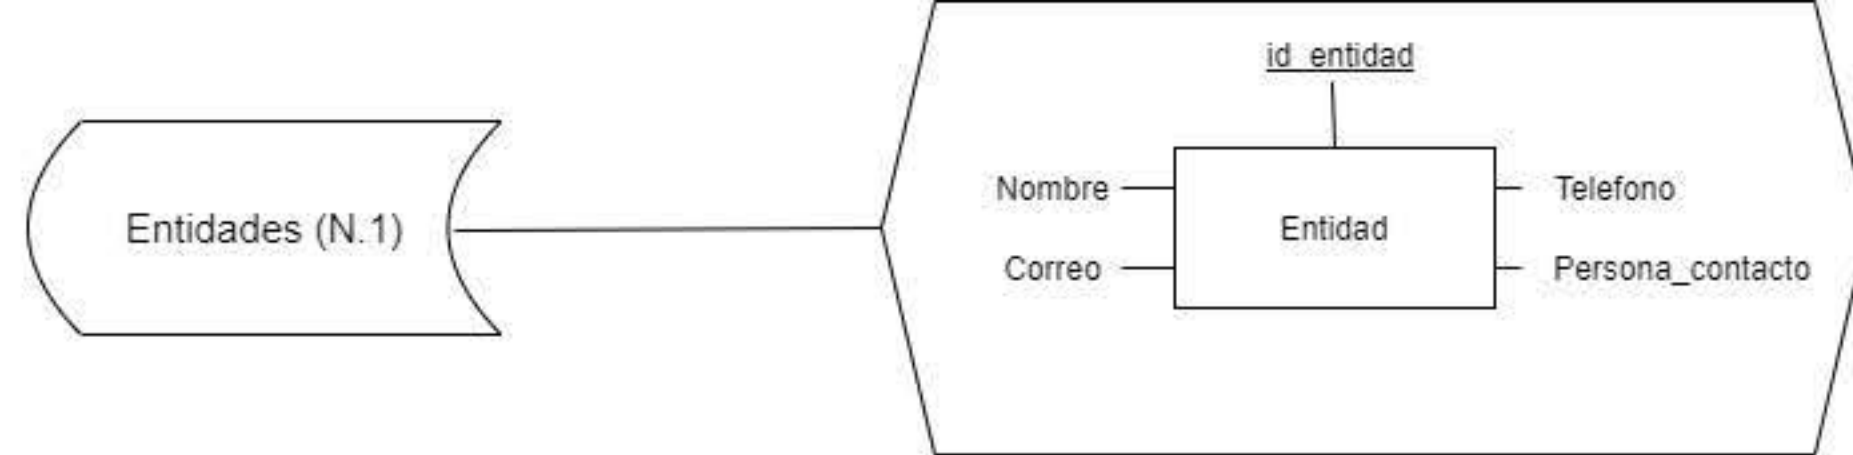 id_entidad
Nombre
Telefono
Entidades (N.1)
Entidad
Correo
Persona_contacto